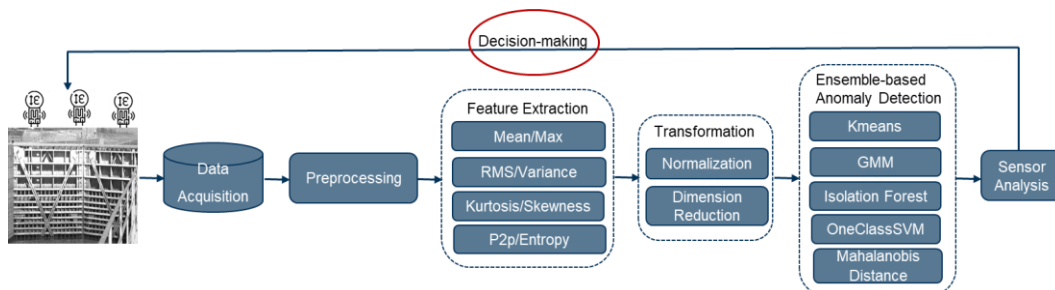 Decision-making
Ensemble-based
Anomaly Detection
Feature Extraction
Mean/Max
RMS/Variance
Kurtosis/Skewness
P2p/Entropy
Transformation
Normalization
Dimension
Reduction
Kmeans
GMM
Isolation Forest
OneClassSVM
Mahalanobis
Distance
Data
Acquisition
Preprocessing
Sensor
Analysis